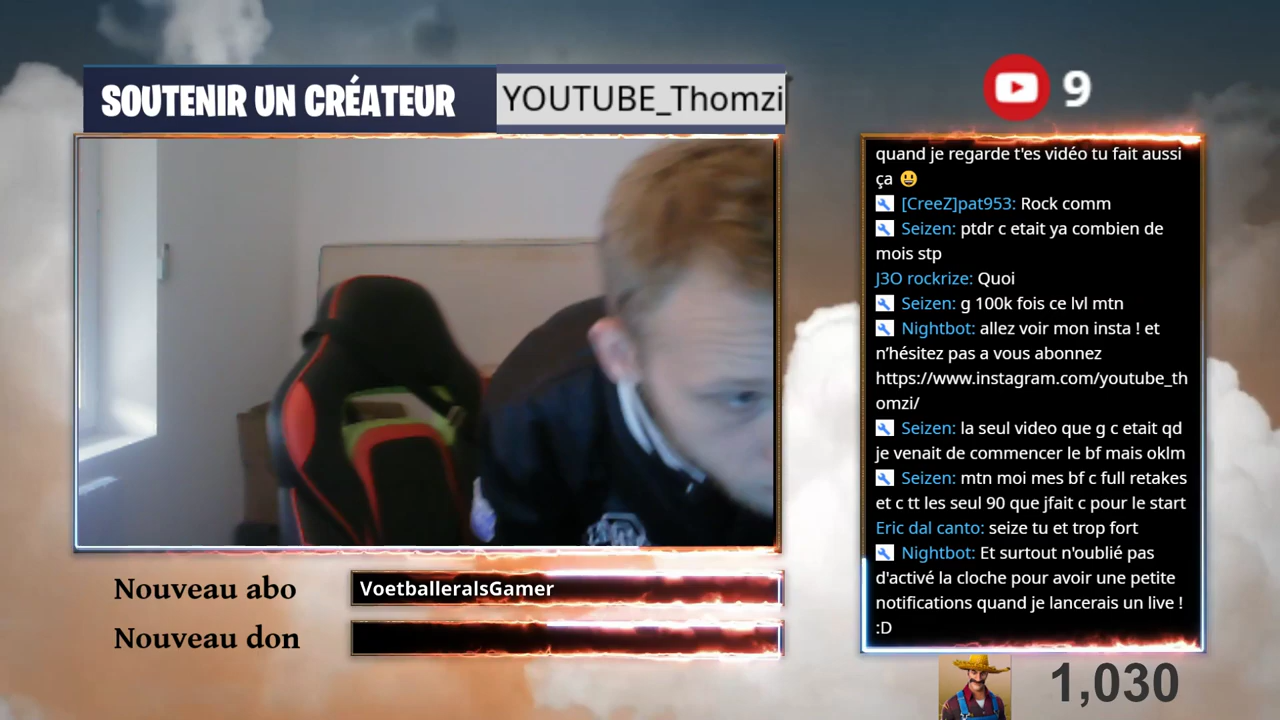 SOUTENIR UN CRÉATEUR
YOUTUBE_Thomzi
9
quand je regarde t'es vidéo tu fait aussi
ça 😃
[CreeZ]pat953: Rock comm
Seizen: ptdr c etait ya combien de
mois stp
J3O rockrize: Quoi
Seizen: g 100k fois ce lvl mtn
Nightbot: allez voir mon insta ! et
n’hésitez pas a vous abonnez
https://www.instagram.com/youtube_th
omzi/
Seizen: la seul video que g c etait qd
je venait de commencer le bf mais oklm
Seizen: mtn moi mes bf c full retakes
et c tt les seul 90 que jfait c pour le start
Eric dal canto: seize tu et trop fort
Nightbot: Et surtout n'oublié pas
d'activé la cloche pour avoir une petite
notifications quand je lancerais un live !
:D
Nouveau abo
VoetballeralsGamer
Nouveau don
1,030